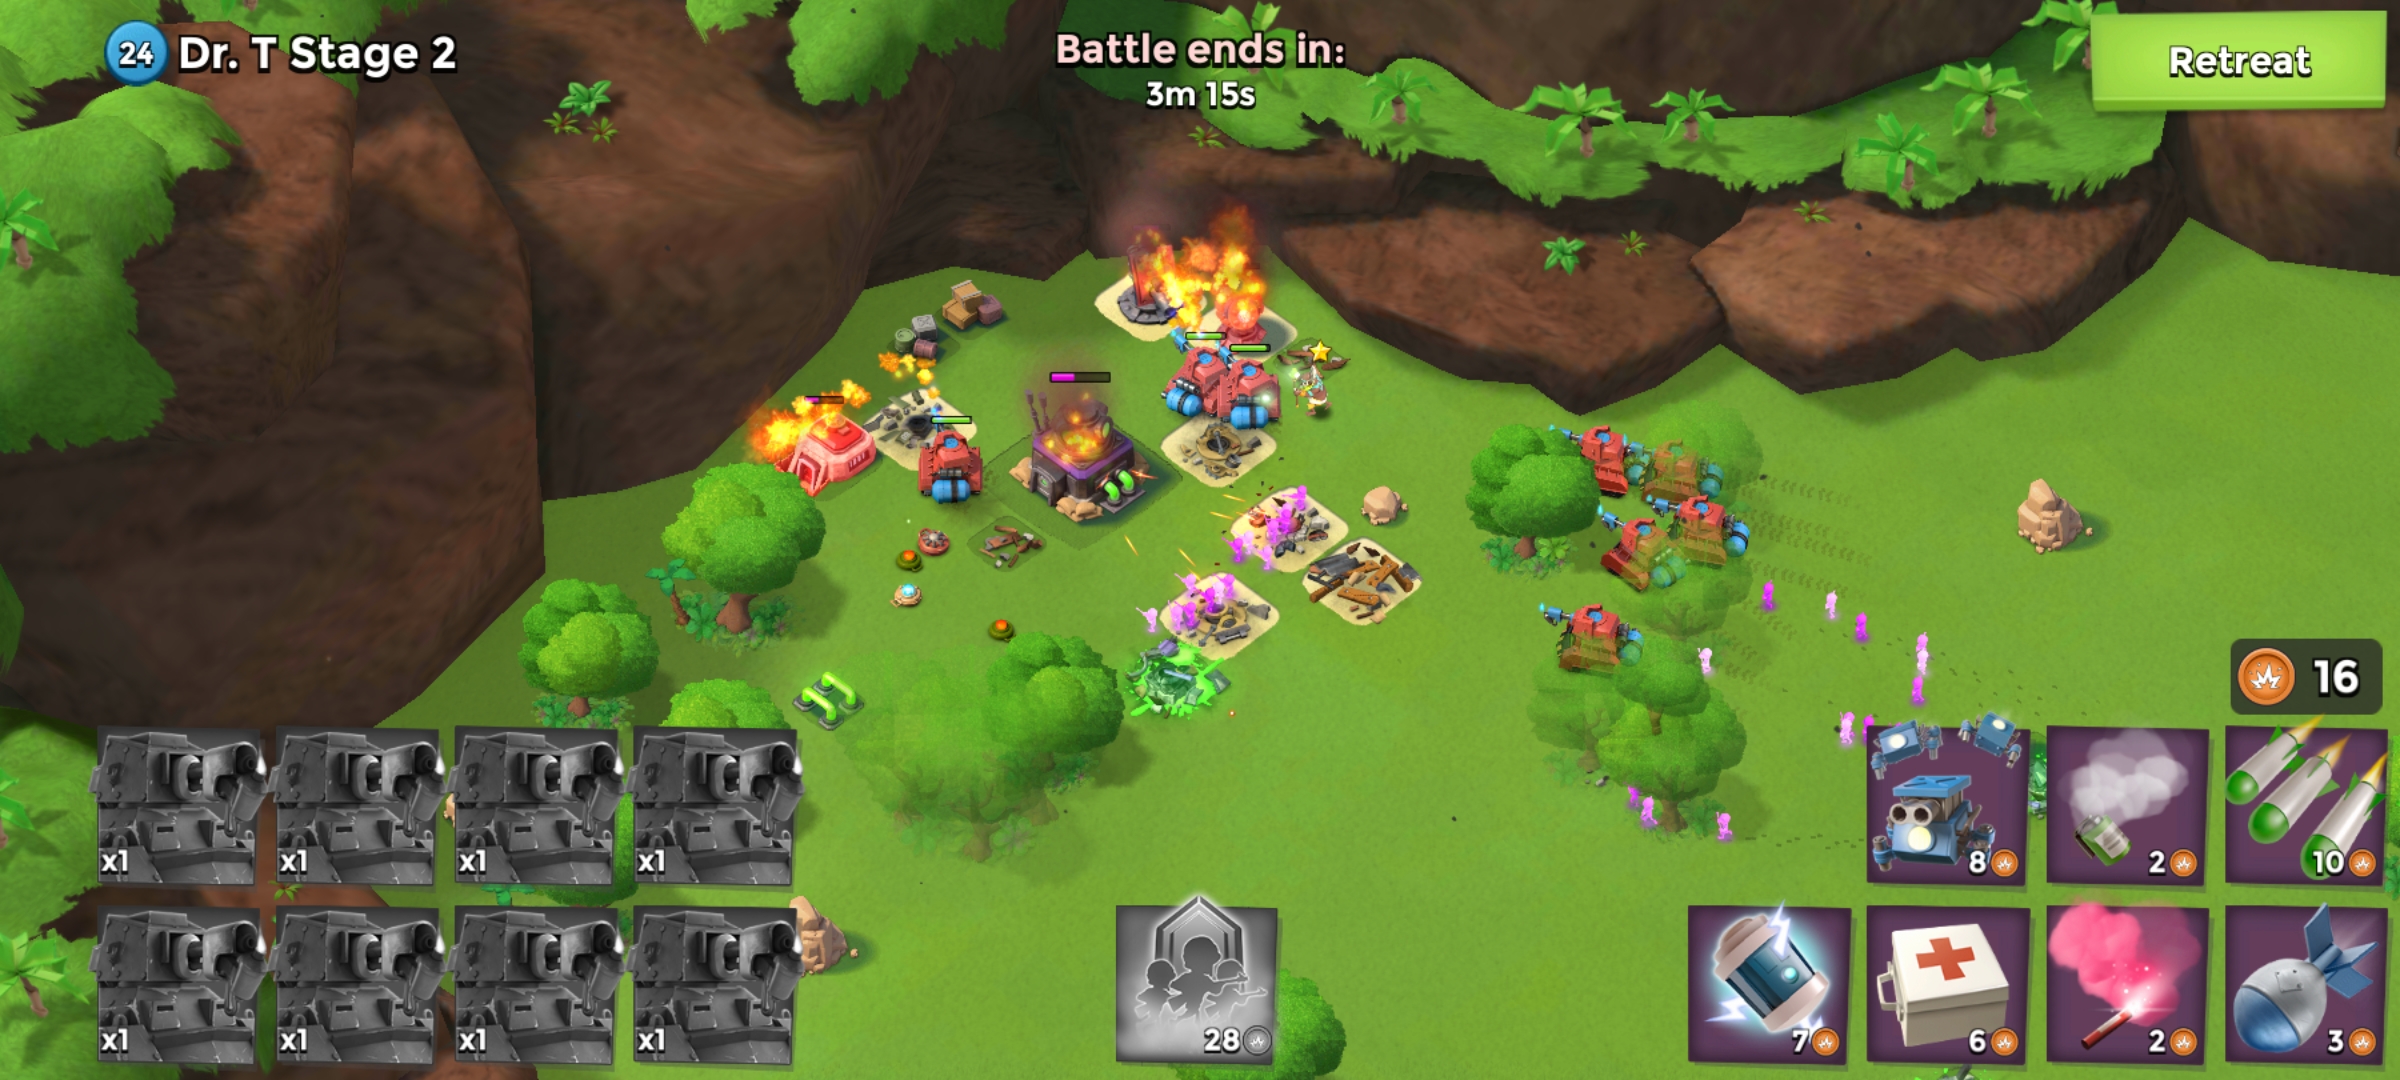 24 Dr. T Stage 2
Battle ends in:
3m 15s
Retreat
16
x1 x1 x1 x1
8 2 10
x1 x1 x1 x1
28
7 6 2 3